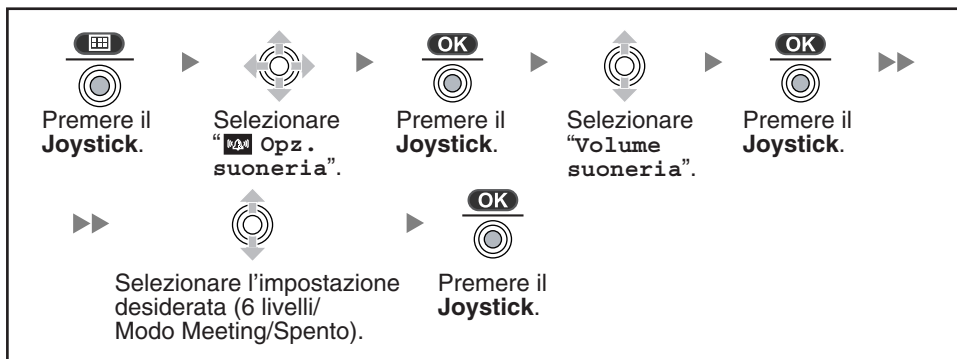 OK
OK
Premere il
Joystick.
Selezionare
“ Opz.
suoneria”.
Premere il
Joystick.
Selezionare
“Volume
suoneria”.
Premere il
Joystick.
OK
Selezionare l’impostazione
desiderata (6 livelli/
Modo Meeting/Spento).
Premere il
Joystick.